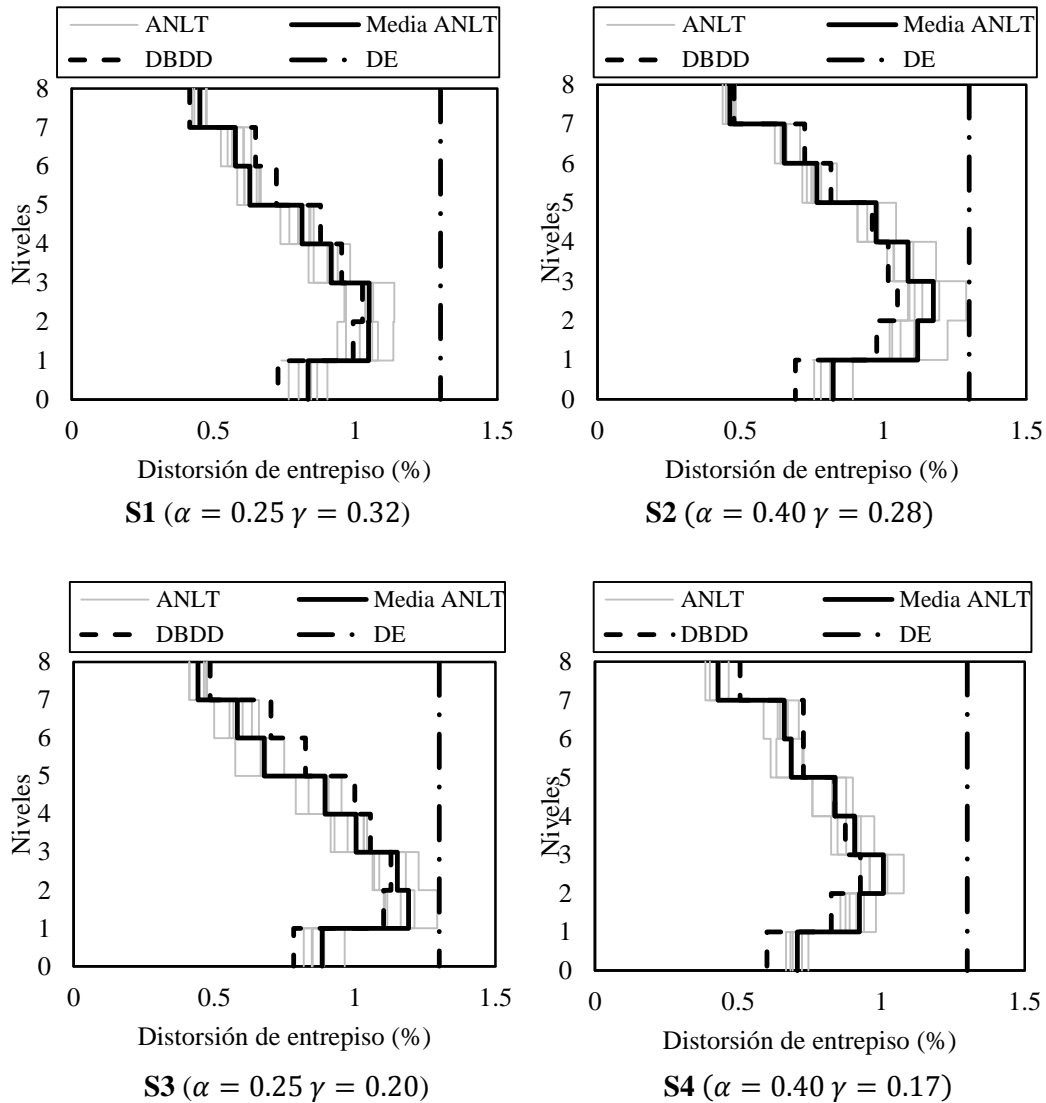 ANLT Media ANLT
DBDD DE
8
7
6
5
4
3
2
1
0
Niveles
0 0.5 1 1.5
Distorsión de entrepiso (%)
S1 (α = 0.25 γ = 0.32)
ANLT Media ANLT
DBDD DE
8
7
6
5
4
3
2
1
0
Niveles
0 0.5 1 1.5
Distorsión de entrepiso (%)
S2 (α = 0.40 γ = 0.28)
ANLT Media ANLT
DBDD DE
8
7
6
5
4
3
2
1
0
Niveles
0 0.5 1 1.5
Distorsión de entrepiso (%)
S3 (α = 0.25 γ = 0.20)
ANLT Media ANLT
DBDD DE
8
7
6
5
4
3
2
1
0
Niveles
0 0.5 1 1.5
Distorsión de entrepiso (%)
S4 (α = 0.40 γ = 0.17)